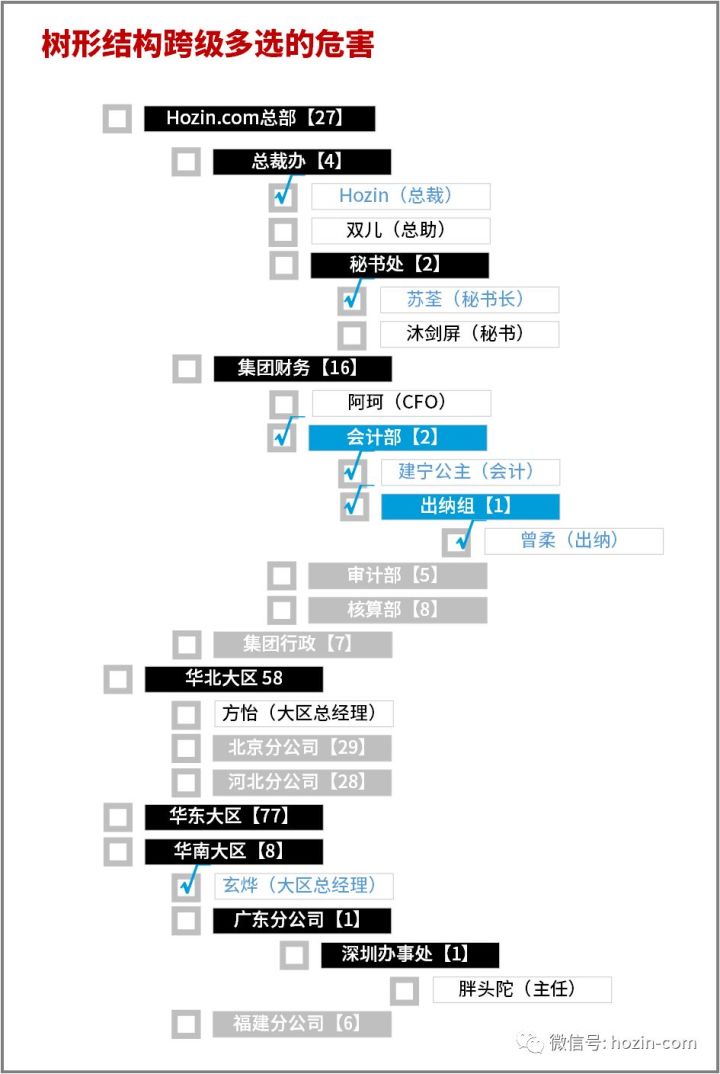 树形结构跨级多选的危害
Hozin.com总部【27】
总裁办【4】
Hozin（总裁）
双儿（总助）
秘书处【2】
苏荃（秘书长）
沐剑屏（秘书）
集团财务【16】
阿珂（CFO）
会计部【2】
建宁公主（会计）
出纳组【1】
曾柔（出纳）
审计部【5】
核算部【8】
集团行政【7】
华北大区 58
方怡（大区总经理）
北京分公司【29】
河北分公司【28】
华东大区【77】
华南大区【8】
玄烨（大区总经理）
广东分公司【1】
深圳办事处【1】
胖头陀（主任）
福建分公司【6】
微信号: hozin-com